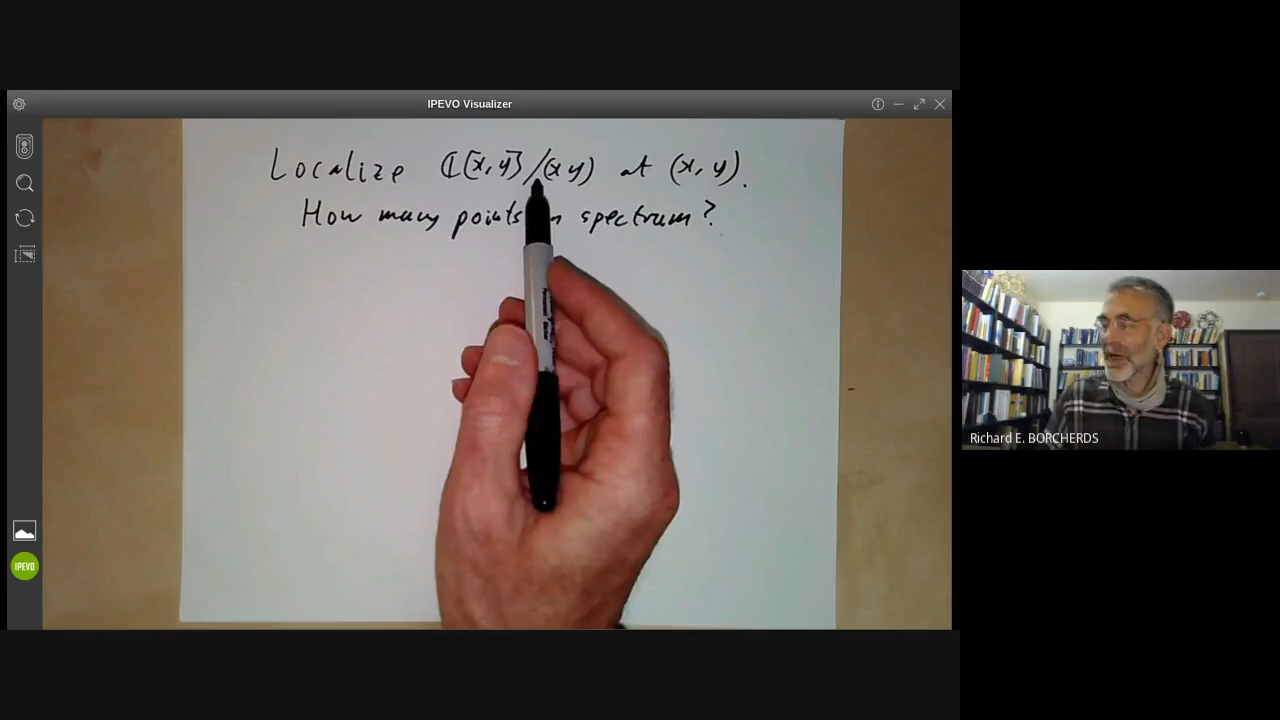 IPEVO Visualizer
Localize ℂ[x,y]/(xy) at (x,y).
How many points spectrum?
Richard E. BORCHERDS
IPEVO